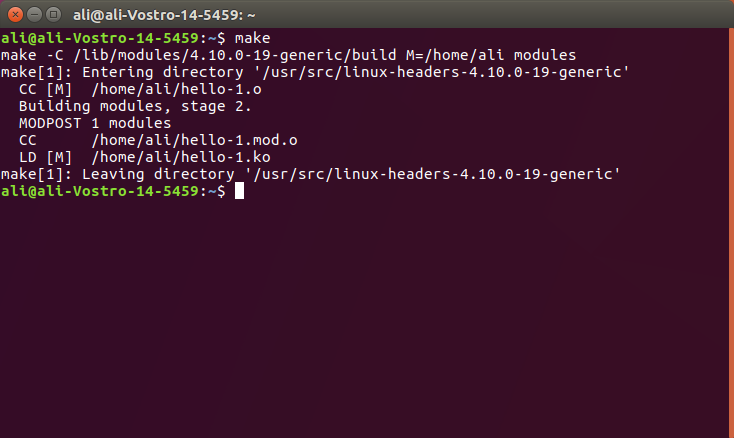 ali@ali-Vostro-14-5459: ~
ali@ali-Vostro-14-5459:~$ make
make -C /lib/modules/4.10.0-19-generic/build M=/home/ali modules
make[1]: Entering directory '/usr/src/linux-headers-4.10.0-19-generic'
  CC [M]  /home/ali/hello-1.o
  Building modules, stage 2.
  MODPOST 1 modules
  CC      /home/ali/hello-1.mod.o
  LD [M]  /home/ali/hello-1.ko
make[1]: Leaving directory '/usr/src/linux-headers-4.10.0-19-generic'
ali@ali-Vostro-14-5459:~$